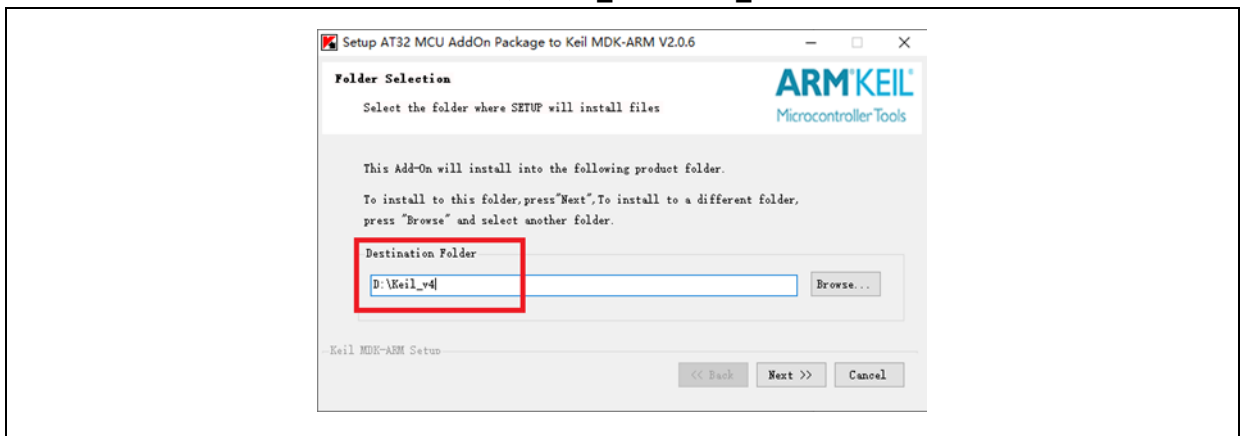 Setup AT32 MCU AddOn Package to Keil MDK-ARM V2.0.6
Folder Selection
Select the folder where SETUP will install files
ARM®KEIL®
Microcontroller Tools
This Add-On will install into the following product folder.
To install to this folder,press"Next",To install to a different folder,
press "Browse" and select another folder.
Destination Folder
D:\Keil_v4
Browse...
Keil MDK-ARM Setup
<< Back
Next >>
Cancel